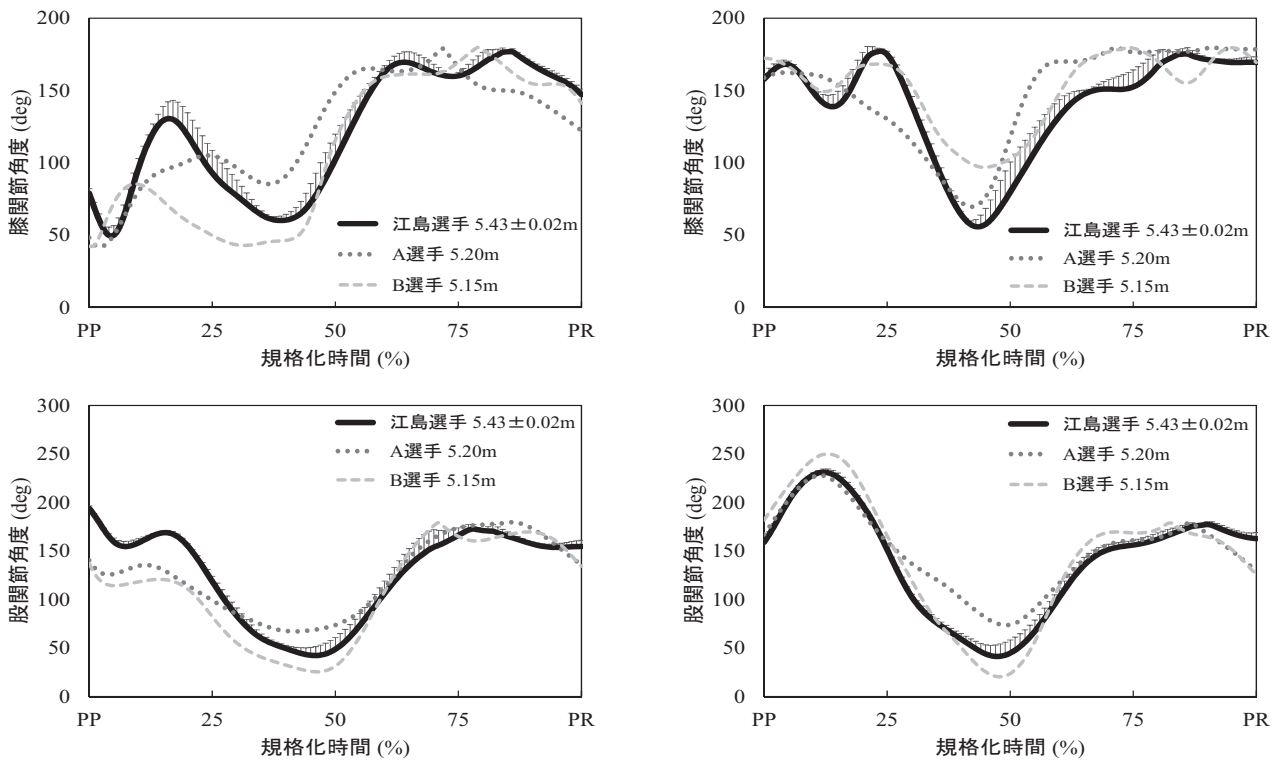 200
150
100
50
0
膝関節角度 (deg)
江島選手 5.43±0.02m
A選手 5.20m
B選手 5.15m
PP
25
50
75
PR
規格化時間 (%)
200
150
100
50
0
膝関節角度 (deg)
江島選手 5.43±0.02m
A選手 5.20m
B選手 5.15m
PP
25
50
75
PR
規格化時間 (%)
300
250
200
150
100
50
0
股関節角度 (deg)
江島選手 5.43±0.02m
A選手 5.20m
B選手 5.15m
PP
25
50
75
PR
規格化時間 (%)
300
250
200
150
100
50
0
股関節角度 (deg)
江島選手 5.43±0.02m
A選手 5.20m
B選手 5.15m
PP
25
50
75
PR
規格化時間 (%)